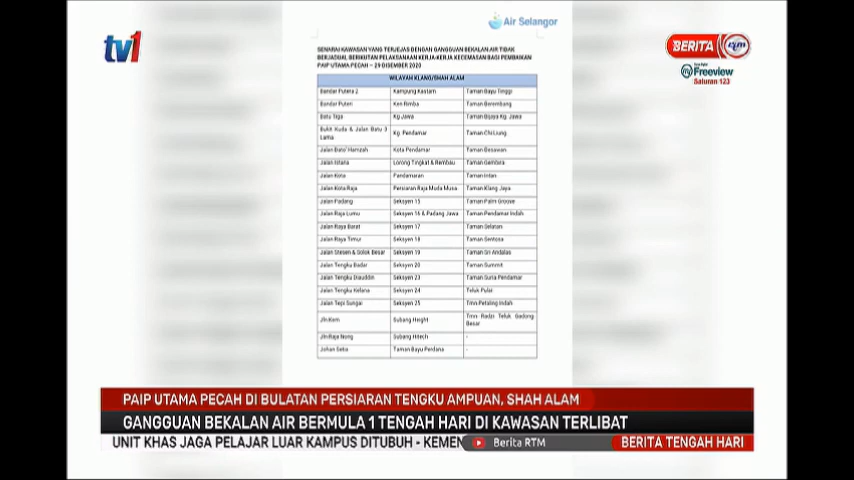 Air Selangor
tv1
BERITA rtm
Freeview
Saluran 123
SENARAI KAWASAN YANG TERJEJAS DENGAN GANGGUAN BEKALAN AIR TIDAK
BERJADUAL BERIKUTAN PELAKSANAAN KERJA-KERJA KECEMASAN BAGI PEMBAIKAN
PAIP UTAMA PECAH – 29 DISEMBER 2020
WILAYAH KLANG/SHAH ALAM
Bandar Putera 2 Kampung Kastam Taman Bayu Tinggi
Bandar Puteri Ken Rimba Taman Berembang
Batu Tiga Kg Jawa Taman Bijaya Kg. Jawa
Bukit Kuda & Jalan Batu 3 Lama Kg. Pendamar Taman Chi Liung
Jalan Dato' Hamzah Kota Pendamar Taman Desawan
Jalan Istana Lorong Tingkat & Rembau Taman Gembira
Jalan Kota Pandamaran Taman Intan
Jalan Kota Raja Persiaran Raja Muda Musa Taman Klang Jaya
Jalan Padang Seksyen 15 Taman Palm Groove
Jalan Raja Lumu Seksyen 16 & Padang Jawa Taman Pendamar Indah
Jalan Raya Barat Seksyen 17 Taman Selatan
Jalan Raya Timur Seksyen 18 Taman Sentosa
Jalan Stesen & Solok Besar Seksyen 19 Taman Sri Andalas
Jalan Tengku Badar Seksyen 20 Taman Summit
Jalan Tengku Diauddin Seksyen 23 Taman Suria Pendamar
Jalan Tengku Kelana Seksyen 24 Teluk Pulai
Jalan Tepi Sungai Seksyen 25 Tmn Petaling Indah
Jln Kem Subang Height Tmn Radzi Teluk Gadong Besar
Jln Raja Nong Subang Hitech -
Johan Setia Taman Bayu Perdana -
PAIP UTAMA PECAH DI BULATAN PERSIARAN TENGKU AMPUAN, SHAH ALAM
GANGGUAN BEKALAN AIR BERMULA 1 TENGAH HARI DI KAWASAN TERLIBAT
UNIT KHAS JAGA PELAJAR LUAR KAMPUS DITUBUH - KEMEN Berita RTM BERITA TENGAH HARI